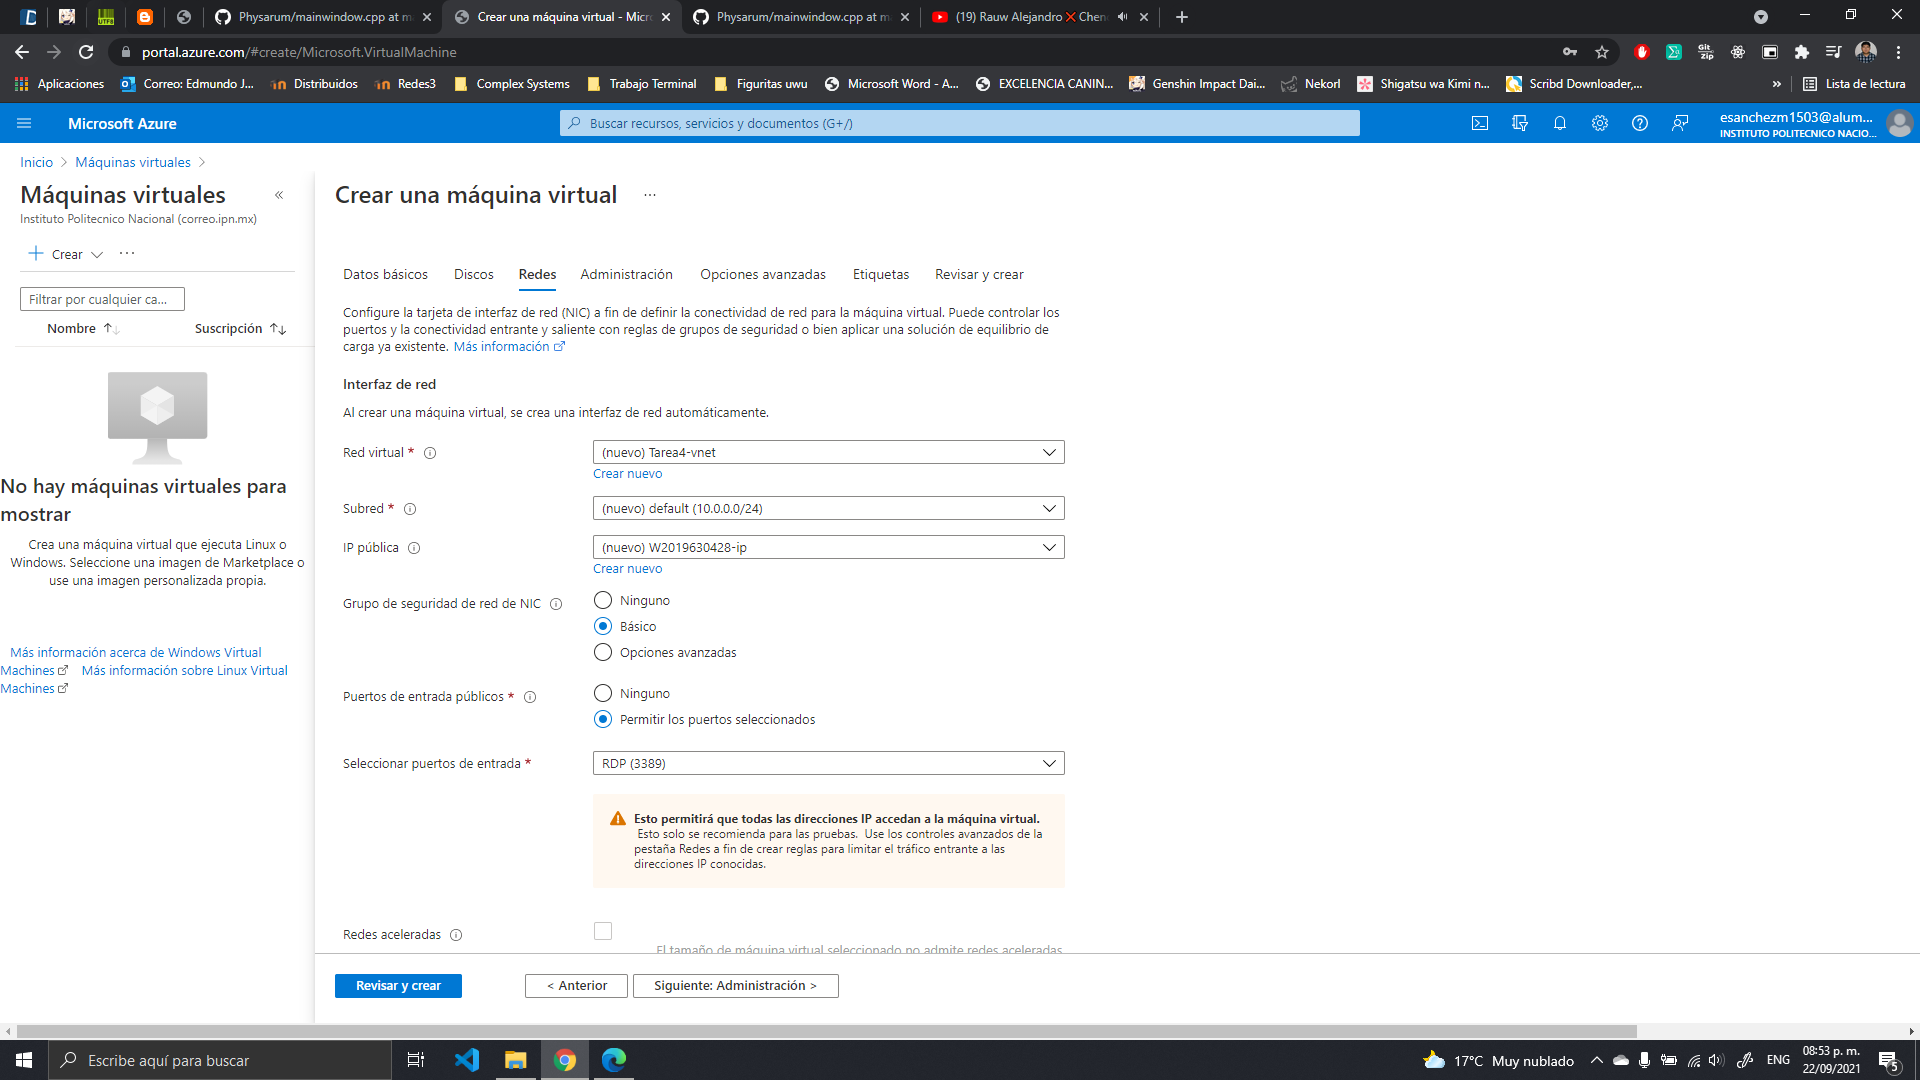 Physarum/mainwindow.cpp at m
Crear una máquina virtual - Micro
Physarum/mainwindow.cpp at m
(19) Rauw Alejandro❌Chen
portal.azure.com/#create/Microsoft.VirtualMachine
Aplicaciones
Correo: Edmundo J...
Distribuidos
Redes3
Complex Systems
Trabajo Terminal
Figuritas uwu
Microsoft Word - A...
EXCELENCIA CANIN...
Genshin Impact Dai...
Nekorl
Shigatsu wa Kimi n...
Scribd Downloader,...
»
Lista de lectura
Microsoft Azure
Buscar recursos, servicios y documentos (G+/)
esanchezm1503@alum...
INSTITUTO POLITECNICO NACIO...
Inicio > Máquinas virtuales >
Máquinas virtuales «
Instituto Politecnico Nacional (correo.ipn.mx)
+ Crear ···
Filtrar por cualquier ca...
Nombre ↑↓ Suscripción ↑↓
No hay máquinas virtuales para
mostrar
Crea una máquina virtual que ejecuta Linux o
Windows. Seleccione una imagen de Marketplace o
use una imagen personalizada propia.
Más información acerca de Windows Virtual
Machines Más información sobre Linux Virtual
Machines
Crear una máquina virtual ···
Datos básicos Discos Redes Administración Opciones avanzadas Etiquetas Revisar y crear
Configure la tarjeta de interfaz de red (NIC) a fin de definir la conectividad de red para la máquina virtual. Puede controlar los
puertos y la conectividad entrante y saliente con reglas de grupos de seguridad o bien aplicar una solución de equilibrio de
carga ya existente. Más información
Interfaz de red
Al crear una máquina virtual, se crea una interfaz de red automáticamente.
Red virtual * (nuevo) Tarea4-vnet
Crear nuevo
Subred * (nuevo) default (10.0.0.0/24)
IP pública (nuevo) W2019630428-ip
Crear nuevo
Grupo de seguridad de red de NIC
Ninguno
Básico
Opciones avanzadas
Puertos de entrada públicos *
Ninguno
Permitir los puertos seleccionados
Seleccionar puertos de entrada * RDP (3389)
Esto permitirá que todas las direcciones IP accedan a la máquina virtual.
Esto solo se recomienda para las pruebas. Use los controles avanzados de la
pestaña Redes a fin de crear reglas para limitar el tráfico entrante a las
direcciones IP conocidas.
Redes aceleradas
El tamaño de máquina virtual seleccionado no admite redes aceleradas.
Revisar y crear
< Anterior
Siguiente: Administración >
Escribe aquí para buscar
17°C Muy nublado
ENG
08:53 p. m.
22/09/2021
5